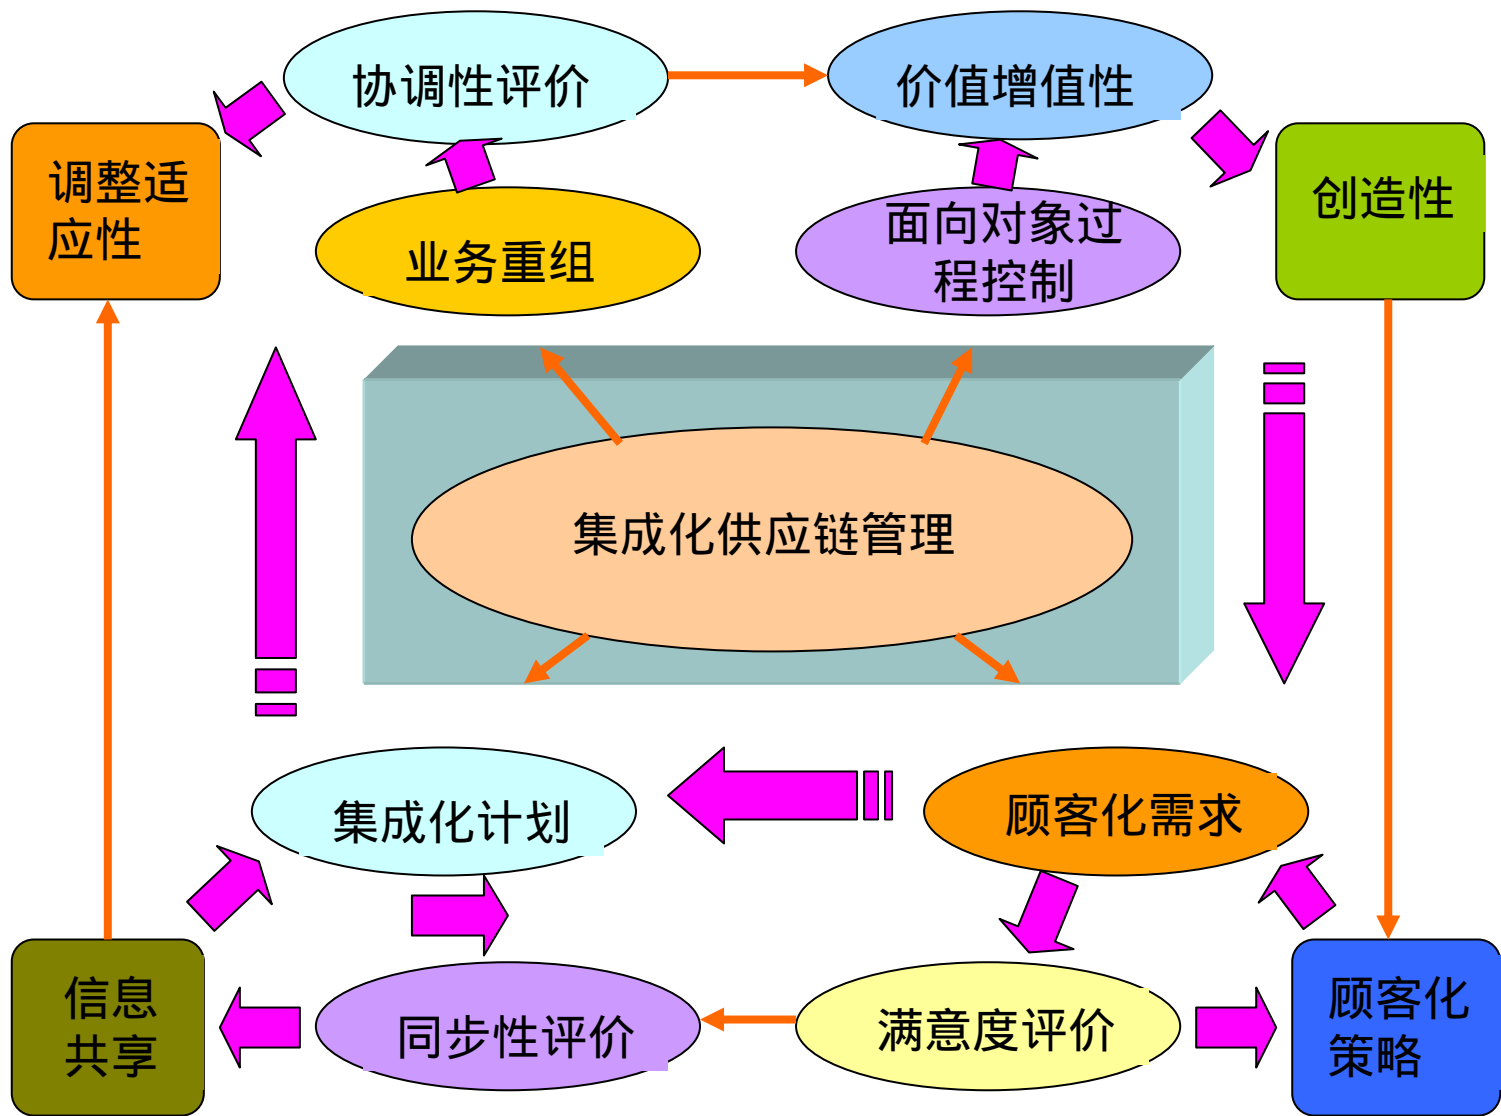 协调性评价
价值增值性
调整适
应性
创造性
业务重组
面向对象过
程控制
集成化供应链管理
集成化计划
顾客化需求
信息
共享
同步性评价
满意度评价
顾客化
策略